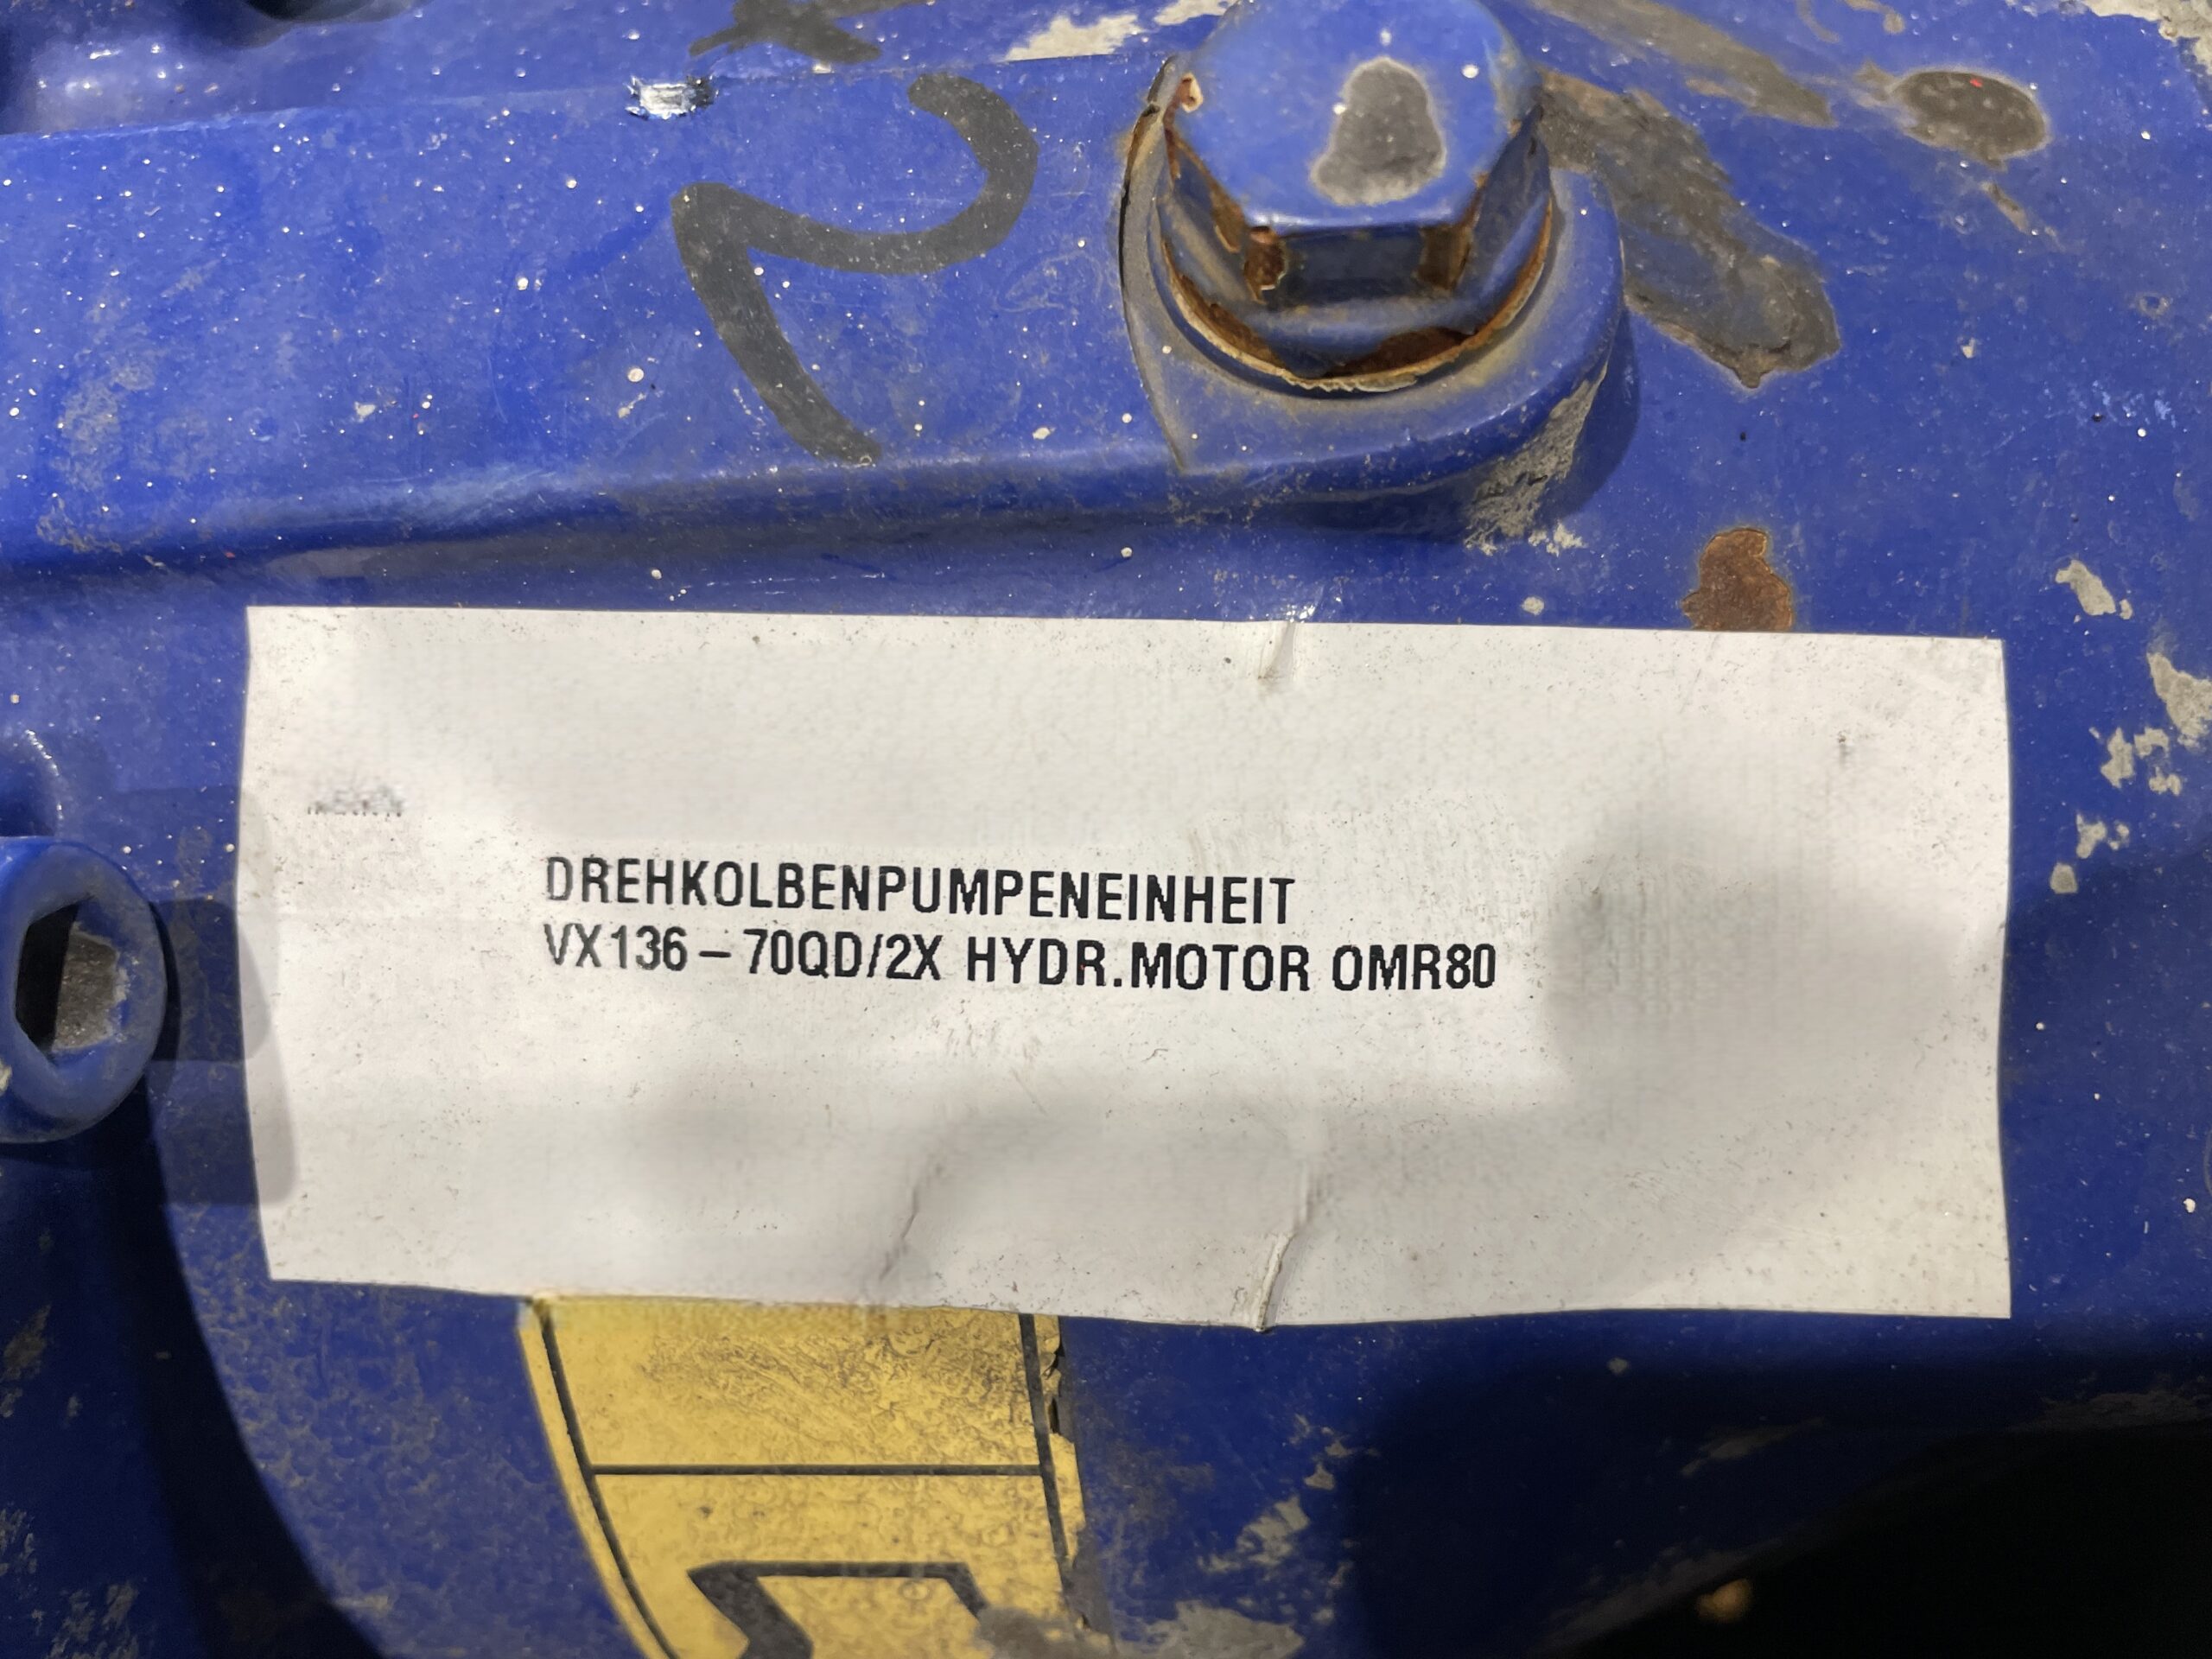 DREHKOLBENPUMPENEINHEIT
VX136-70QD/2X HYDR.MOTOR OMR80